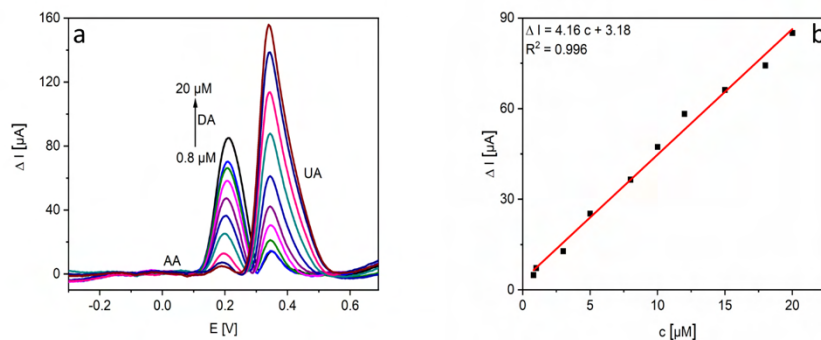 a
160
120
80
40
0
Δ I [µA]
20 µM
DA
0.8 µM
AA
UA
-0.2
0.0
0.2
0.4
0.6
E [V]
b
Δ I = 4.16 c + 3.18
R² = 0.996
90
60
30
0
Δ I [µA]
0
5
10
15
20
c [µM]